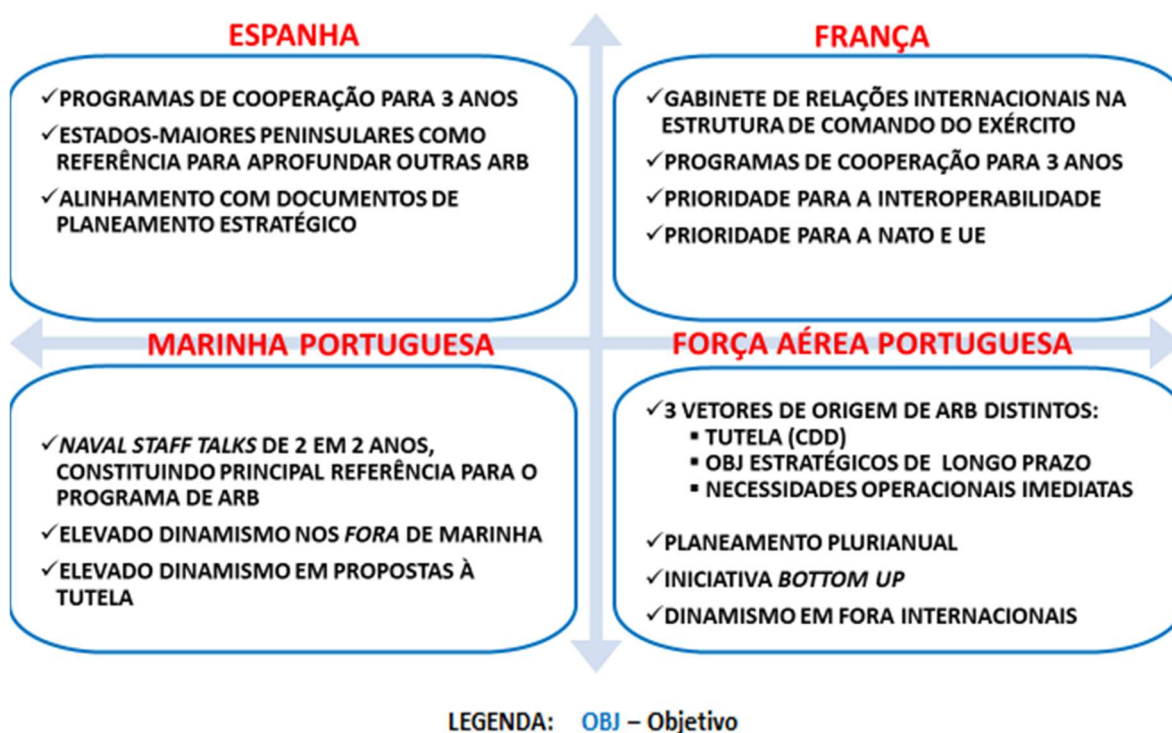 ESPANHA
✓PROGRAMAS DE COOPERAÇÃO PARA 3 ANOS
✓ESTADOS-MAIORES PENINSULARES COMO
REFERÊNCIA PARA APROFUNDAR OUTRAS ARB
✓ALINHAMENTO COM DOCUMENTOS DE
PLANEAMENTO ESTRATÉGICO
FRANÇA
✓GABINETE DE RELAÇÕES INTERNACIONAIS NA
ESTRUTURA DE COMANDO DO EXÉRCITO
✓PROGRAMAS DE COOPERAÇÃO PARA 3 ANOS
✓PRIORIDADE PARA A INTEROPERABILIDADE
✓PRIORIDADE PARA A NATO E UE
MARINHA PORTUGUESA
✓NAVAL STAFF TALKS DE 2 EM 2 ANOS,
CONSTITUINDO PRINCIPAL REFERÊNCIA PARA O
PROGRAMA DE ARB
✓ELEVADO DINAMISMO NOS FORA DE MARINHA
✓ELEVADO DINAMISMO EM PROPOSTAS À
TUTELA
FORÇA AÉREA PORTUGUESA
✓3 VETORES DE ORIGEM DE ARB DISTINTOS:
▪ TUTELA (CDD)
▪ OBJ ESTRATÉGICOS DE LONGO PRAZO
▪ NECESSIDADES OPERACIONAIS IMEDIATAS
✓PLANEAMENTO PLURIANUAL
✓INICIATIVA BOTTOM UP
✓DINAMISMO EM FORA INTERNACIONAIS
LEGENDA: OBJ – Objetivo